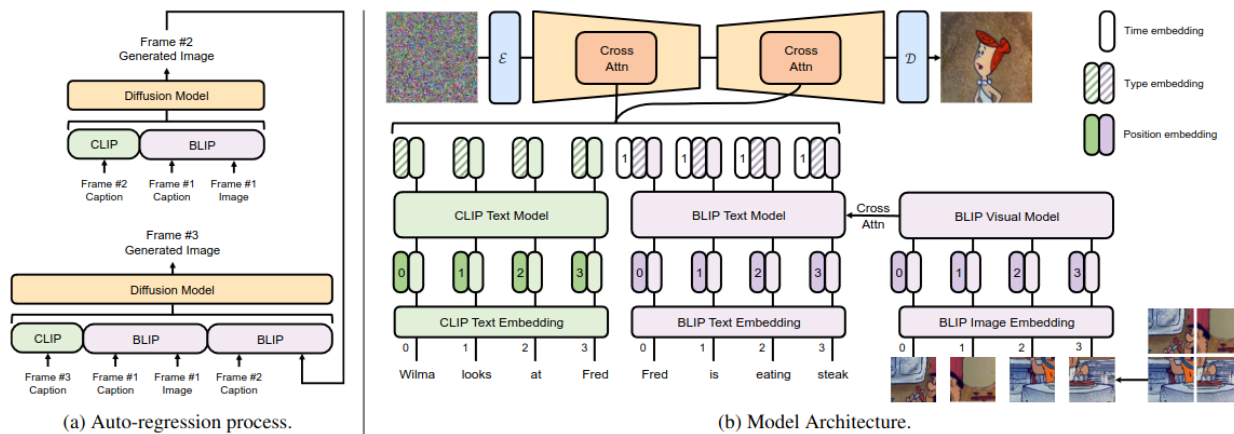 Frame #2
Generated Image
Diffusion Model
CLIP BLIP
Frame #2 Caption
Frame #1 Caption
Frame #1 Image
Frame #3
Generated Image
Diffusion Model
CLIP BLIP BLIP
Frame #3 Caption
Frame #1 Caption
Frame #1 Image
Frame #2 Caption
(a) Auto-regression process.
ℰ
Cross Attn
Cross Attn
𝒟
Time embedding
Type embedding
Position embedding
1 1 1 1
CLIP Text Model
BLIP Text Model
Cross Attn
BLIP Visual Model
0 1 2 3
0 1 2 3
0 1 2 3
CLIP Text Embedding
BLIP Text Embedding
BLIP Image Embedding
0 1 2 3
0 1 2 3
0 1 2 3
Wilma looks at Fred
Fred is eating steak
(b) Model Architecture.